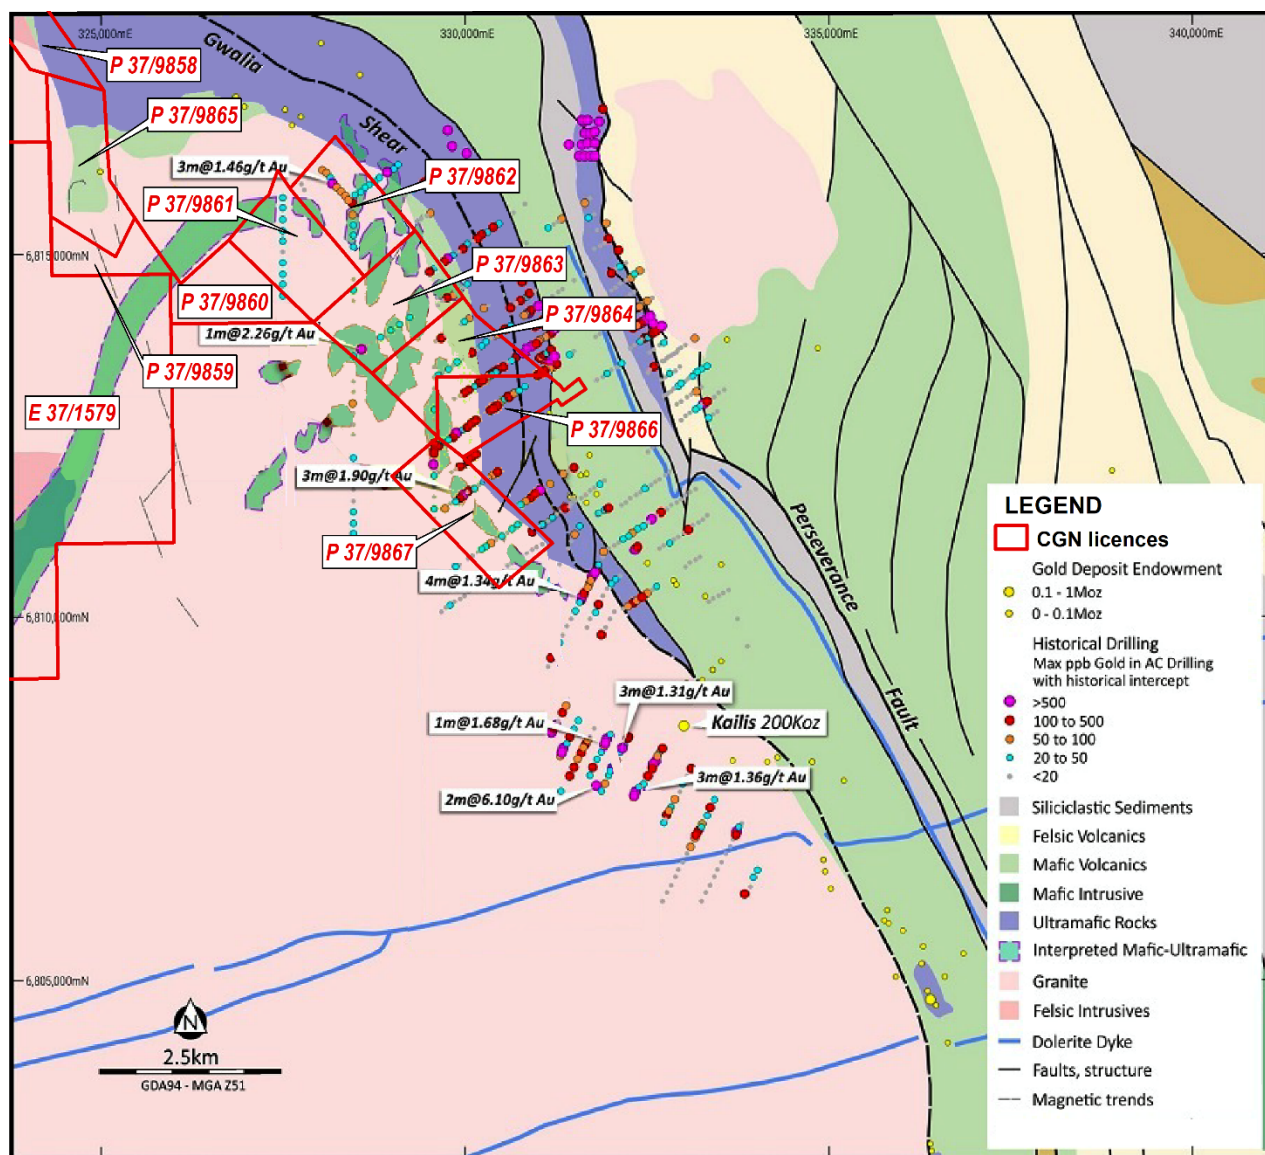 325,000mE
330,000mE
335,000mE
340,000mE
Gwalia
Shear
P 37/9858
P 37/9865
3m@1.46g/t Au
P 37/9862
P 37/9861
6,815,000mN
P 37/9863
P 37/9860
P 37/9864
1m@2.26g/t Au
P 37/9859
E 37/1579
P 37/9866
3m@1.90g/t Au
P 37/9867
4m@1.34g/t Au
Perseverance
Fault
6,810,000mN
3m@1.31g/t Au
1m@1.68g/t Au
Kailis 200Koz
3m@1.36g/t Au
2m@6.10g/t Au
6,805,000mN
N
2.5km
GDA94 - MGA Z51
LEGEND
CGN licences
Gold Deposit Endowment
0.1 - 1Moz
0 - 0.1Moz
Historical Drilling
Max ppb Gold in AC Drilling
with historical intercept
>500
100 to 500
50 to 100
20 to 50
<20
Siliciclastic Sediments
Felsic Volcanics
Mafic Volcanics
Mafic Intrusive
Ultramafic Rocks
Interpreted Mafic-Ultramafic
Granite
Felsic Intrusives
Dolerite Dyke
Faults, structure
Magnetic trends